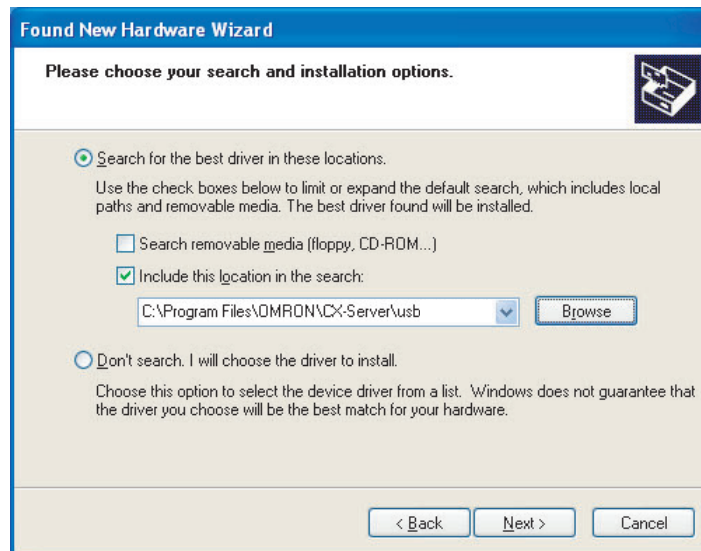 Found New Hardware Wizard
Please choose your search and installation options.
Search for the best driver in these locations.
Use the check boxes below to limit or expand the default search, which includes local
paths and removable media. The best driver found will be installed.
Search removable media (floppy, CD-ROM...)
Include this location in the search:
C:\Program Files\OMRON\CX-Server\usb
Browse
Don't search. I will choose the driver to install.
Choose this option to select the device driver from a list.  Windows does not guarantee that
the driver you choose will be the best match for your hardware.
< Back
Next >
Cancel